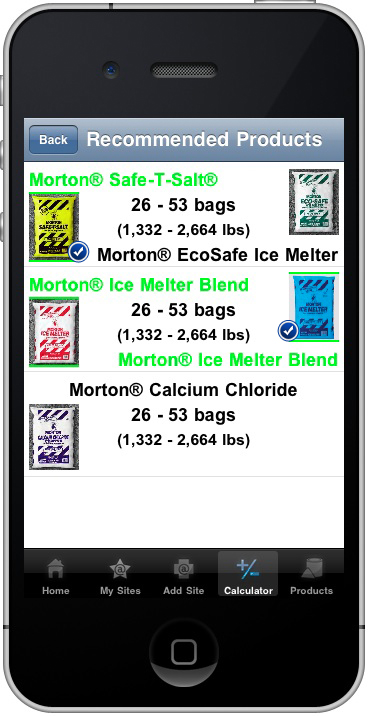 Back
Recommended Products
Morton® Safe-T-Salt®
26 - 53 bags
(1,332 - 2,664 lbs)
Morton® EcoSafe Ice Melter
Morton® Ice Melter Blend
26 - 53 bags
(1,332 - 2,664 lbs)
Morton® Ice Melter Blend
Morton® Calcium Chloride
26 - 53 bags
(1,332 - 2,664 lbs)
Home
My Sites
Add Site
Calculator
Products